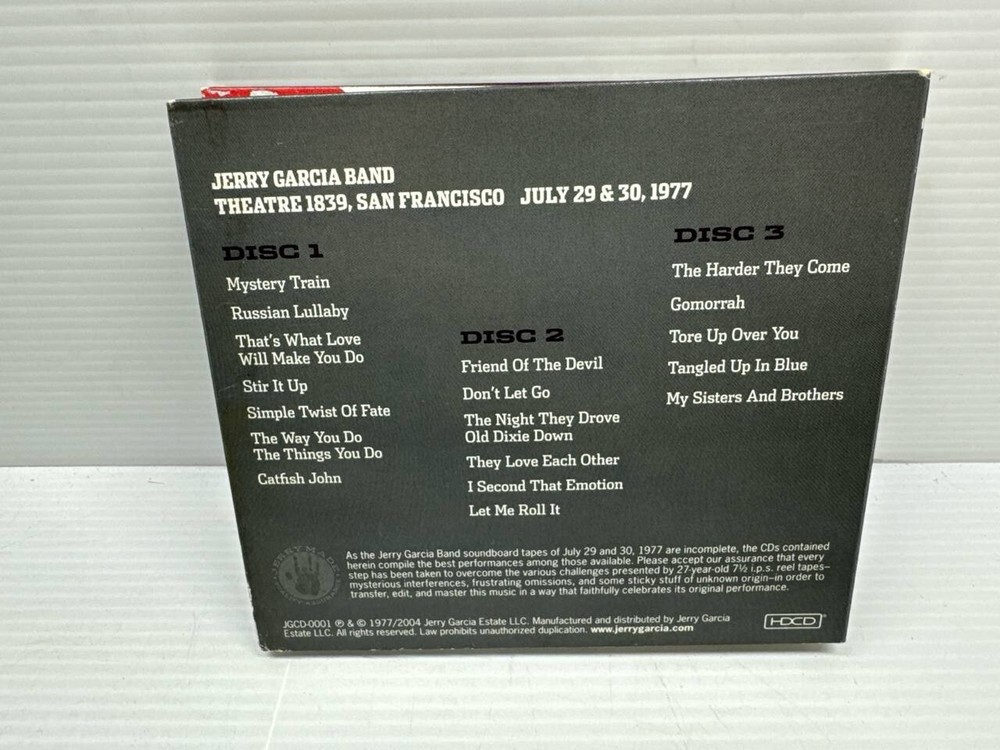 JERRY GARCIA BAND
THEATRE 1839, SAN FRANCISCO JULY 29 & 30, 1977
DISC 1
Mystery Train
Russian Lullaby
That's What Love
Will Make You Do
Stir It Up
Simple Twist Of Fate
The Way You Do
The Things You Do
Catfish John
DISC 2
Friend Of The Devil
Don't Let Go
The Night They Drove
Old Dixie Down
They Love Each Other
I Second That Emotion
Let Me Roll It
DISC 3
The Harder They Come
Gomorrah
Tore Up Over You
Tangled Up In Blue
My Sisters And Brothers
JERRY MADE
As the Jerry Garcia Band soundboard tapes of July 29 and 30, 1977 are incomplete, the CDs contained
herein compile the best performances among those available. Please accept our assurance that every
step has been taken to overcome the various challenges presented by 27-year-old 7½ i.p.s. reel tapes–
mysterious interferences, frustrating omissions, and some sticky stuff of unknown origin–in order to
transfer, edit, and master this music in a way that faithfully celebrates its original performance.
JGCD-0001 ℗ & © 1977/2004 Jerry Garcia Estate LLC. Manufactured and distributed by Jerry Garcia
Estate LLC. All rights reserved. Law prohibits unauthorized duplication. www.jerrygarcia.com
HDCD